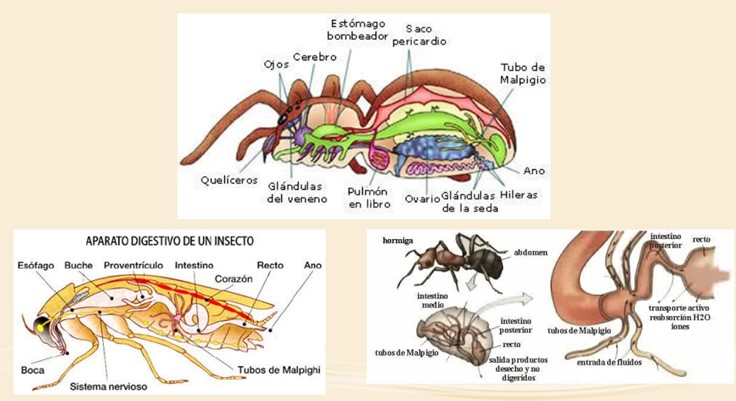 Estómago
bombeador
Saco
pericardio
Cerebro
Ojos
Tubo de
Malpigio
Quelíceros
Glándulas
del veneno
Pulmón
en libro
Ovario
Glándulas
de la seda
Hileras
Ano
APARATO DIGESTIVO DE UN INSECTO
Esófago
Buche
Proventrículo
Intestino
Corazón
Recto
Ano
Boca
Sistema nervioso
Tubos de Malpighi
hormiga
abdomen
intestino
medio
intestino
posterior
recto
tubos de Malpigio
salida productos
desecho y no
digeridos
intestino
posterior
recto
transporte activo
reabsorción H2O
iones
tubos de Malpigio
entrada de fluidos